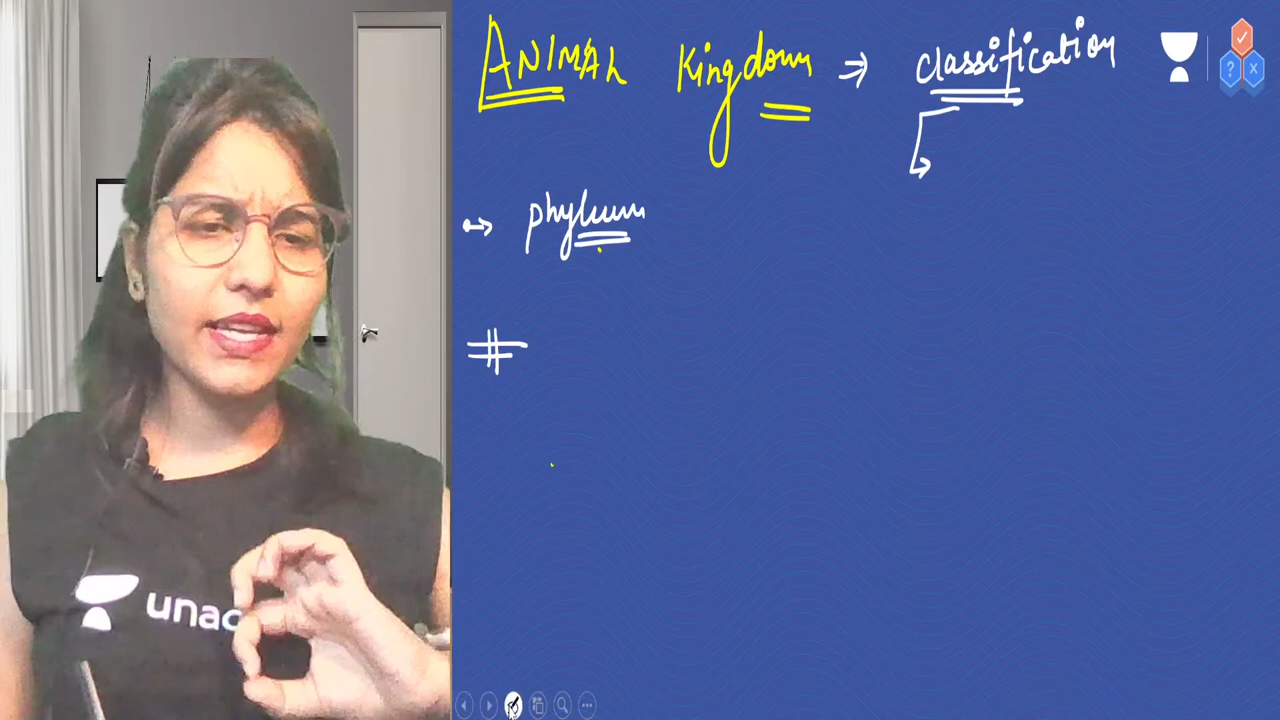 ANIMAL Kingdom ⇒ classification
↦ phylum
unac
? ×